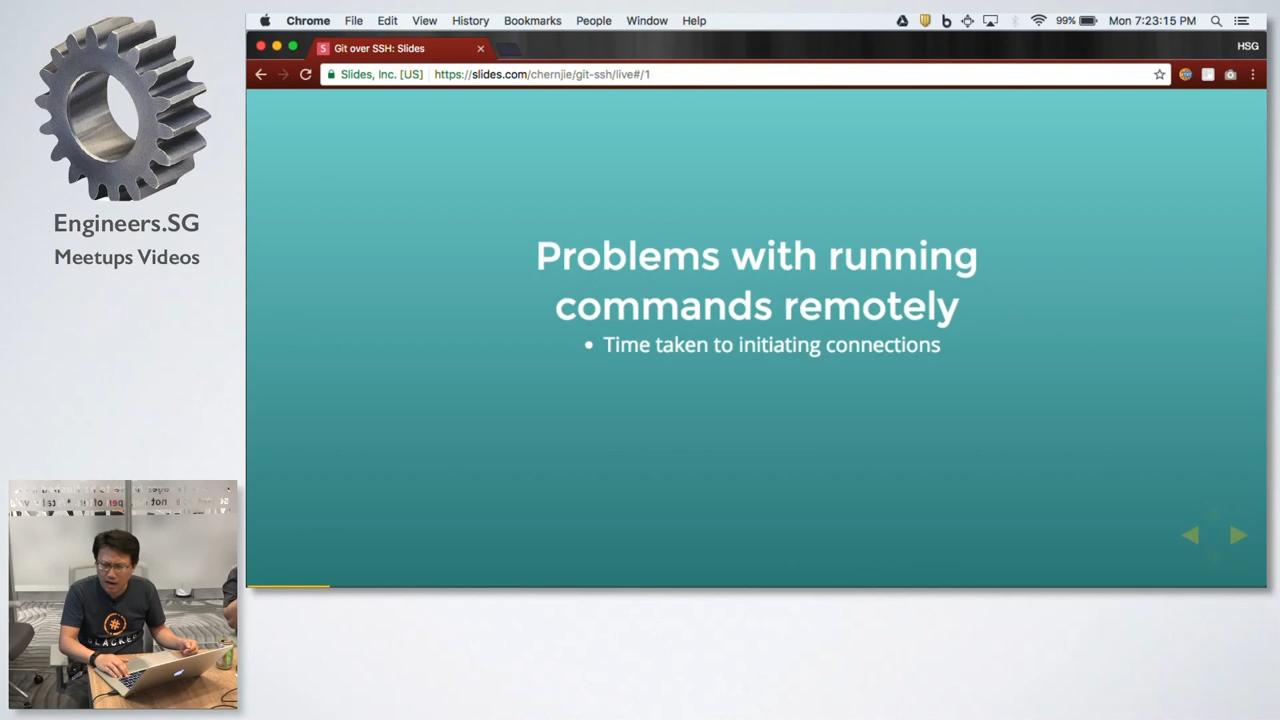 Chrome File Edit View History Bookmarks People Window Help 99% Mon 7:23:15 PM
Git over SSH: Slides
HSG
Slides, Inc. [US] https://slides.com/chernjie/git-ssh/live#/1
Engineers.SG
Meetups Videos
Problems with running
commands remotely
• Time taken to initiating connections
#